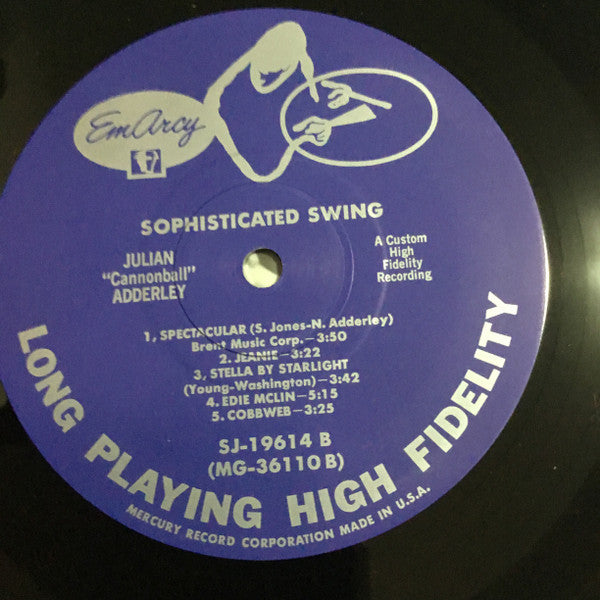 EmArcy
SOPHISTICATED SWING
JULIAN
"Cannonball"
ADDERLEY
A Custom
High
Fidelity
Recording
1, SPECTACULAR (S. Jones-N. Adderley)
Brent Music Corp.—3:50
2. JEANIE—3:22
3, STELLA BY STARLIGHT
(Young-Washington)—3:42
4. EDIE MCLIN—5:15
5. COBBWEB—3:25
SJ-19614 B
(MG-36110 B)
LONG PLAYING HIGH FIDELITY
MERCURY RECORD CORPORATION MADE IN U.S.A.